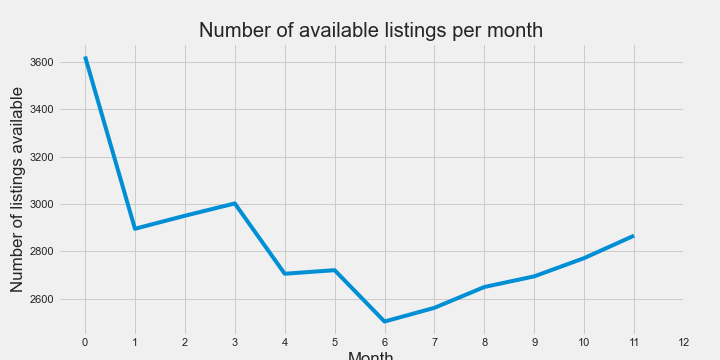 Number of available listings per month
Number of listings available
3600
3400
3200
3000
2800
2600
0 1 2 3 4 5 6 7 8 9 10 11 12
Month